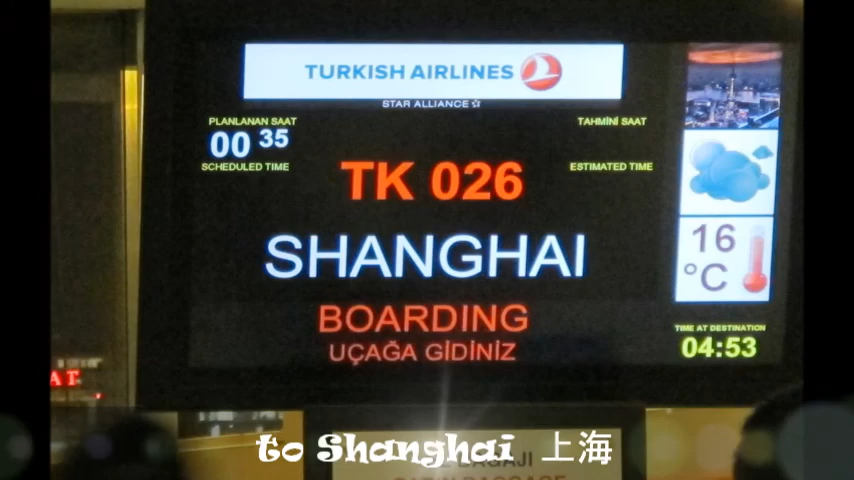 TURKISH AIRLINES
STAR ALLIANCE
PLANLANAN SAAT
00 35
SCHEDULED TIME
TAHMİNİ SAAT
ESTIMATED TIME
TK 026
SHANGHAI
BOARDING
UÇAĞA GİDİNİZ
16
°C
TIME AT DESTINATION
04:53
to Shanghai 上海
BAGAJI